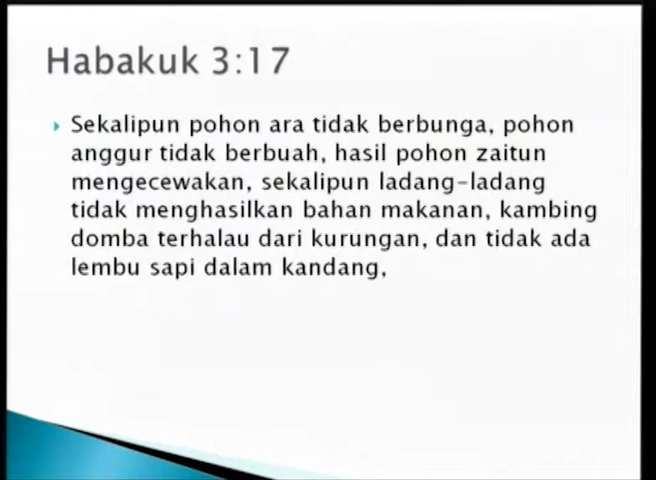 Habakuk 3:17
Sekalipun pohon ara tidak berbunga, pohon
anggur tidak berbuah, hasil pohon zaitun
mengecewakan, sekalipun ladang-ladang
tidak menghasilkan bahan makanan, kambing
domba terhalau dari kurungan, dan tidak ada
lembu sapi dalam kandang,